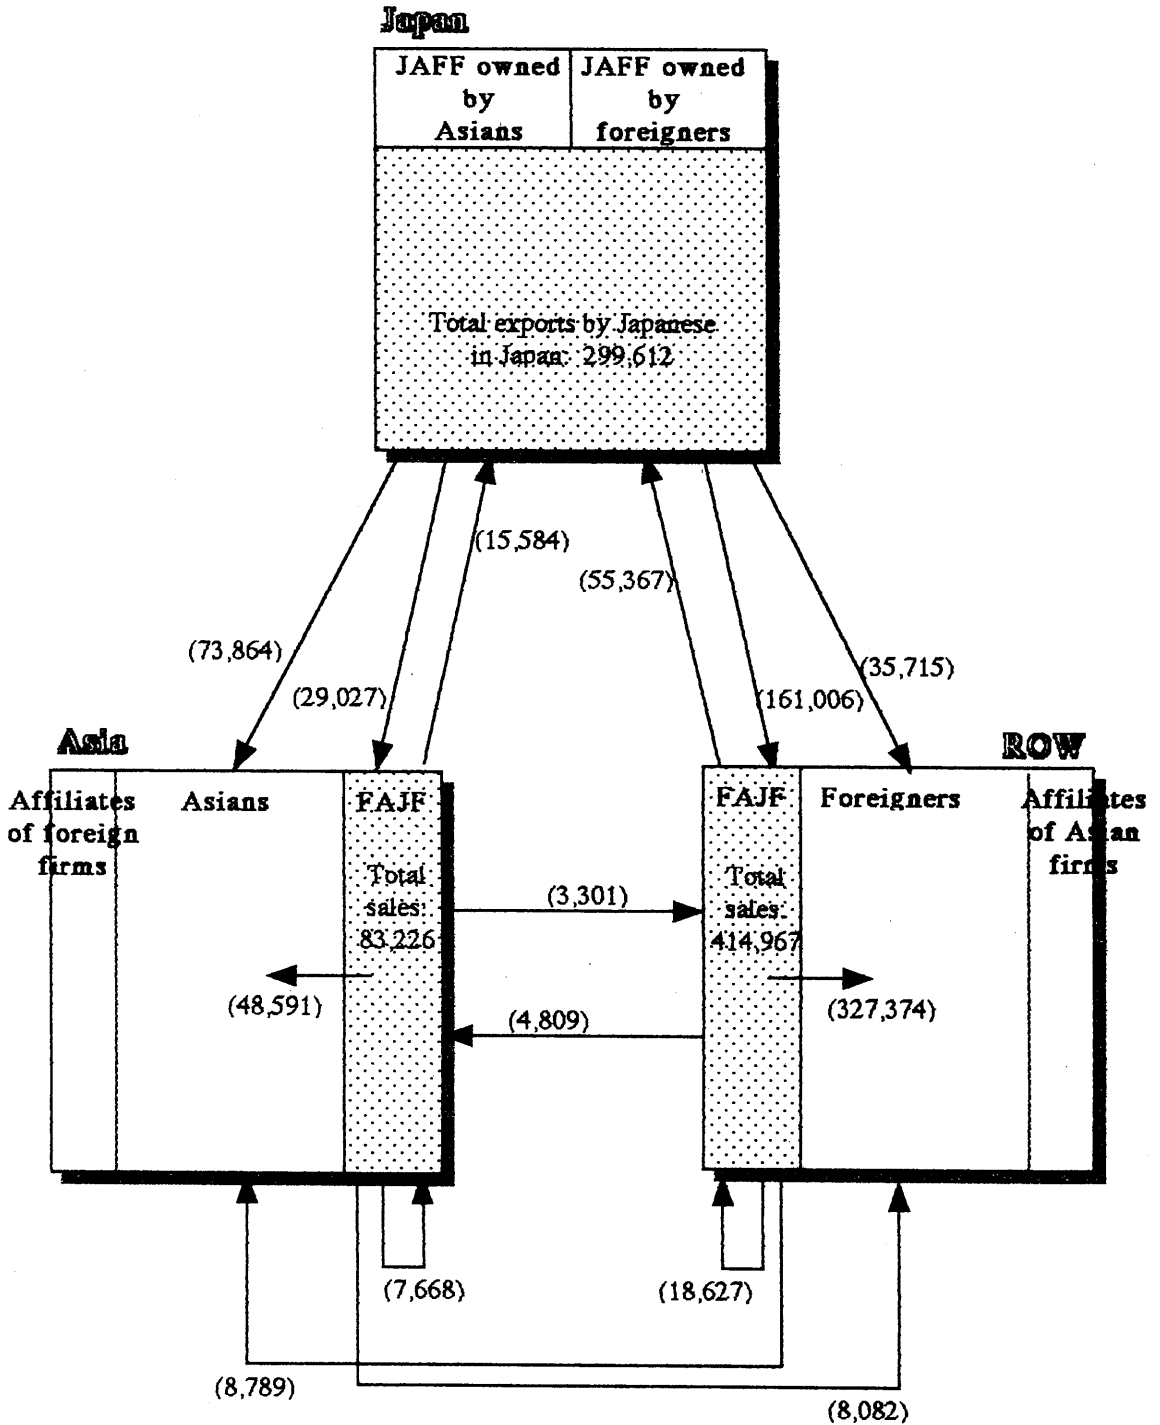 Japan
JAFF owned
by
Asians
JAFF owned
by
foreigners
Total exports by Japanese
in Japan: 299,612
(15,584)
(55,367)
(73,864)
(35,715)
(29,027)
(161,006)
Asia
ROW
Affiliates
of foreign
firms
Asians
FAJF
Total
sales:
83,226
FAJF
Total
sales:
414,967
Foreigners
Affiliates
of Asian
firms
(3,301)
(48,591)
(327,374)
(4,809)
(7,668)
(18,627)
(8,789)
(8,082)